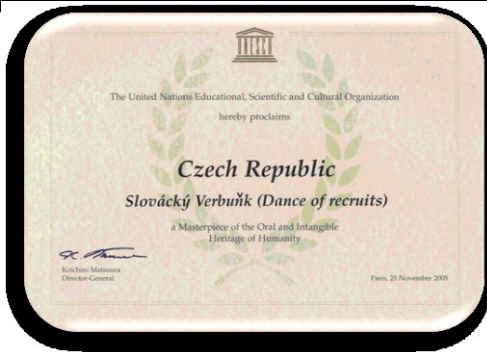 UNESCO
The United Nations Educational, Scientific and Cultural Organization
hereby proclaims
Czech Republic
Slovácký Verbuňk (Dance of recruits)
a Masterpiece of the Oral and Intangible
Heritage of Humanity
Koïchiro Matsuura
Director-General
Paris, 25 November 2005